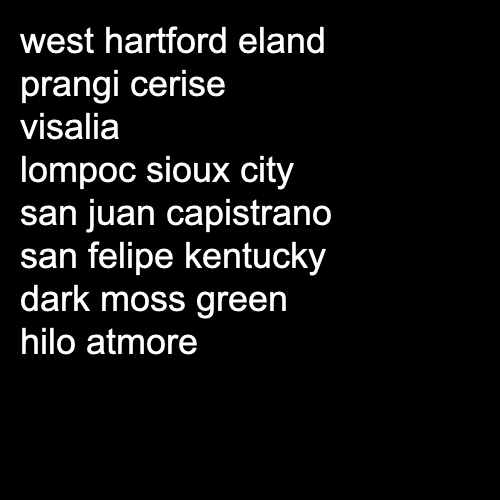 west hartford eland
prangi cerise
visalia
lompoc sioux city
san juan capistrano
san felipe kentucky
dark moss green
hilo atmore